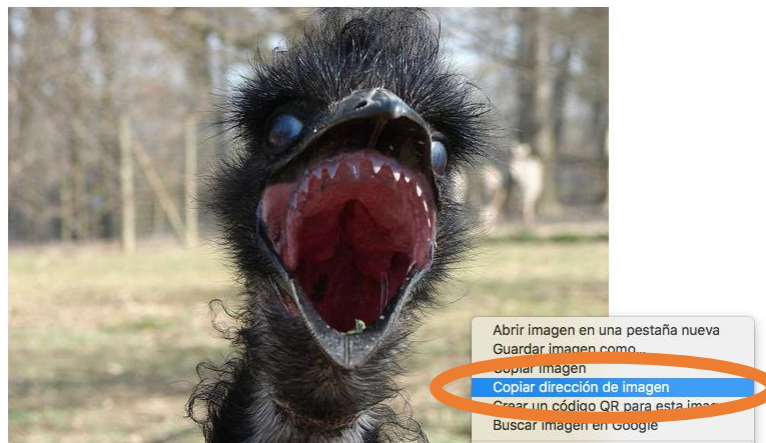 Abrir imagen en una pestaña nueva
Guardar imagen como...
Copiar imagen
Copiar dirección de imagen
Crear un código QR para esta
Buscar imagen en Google